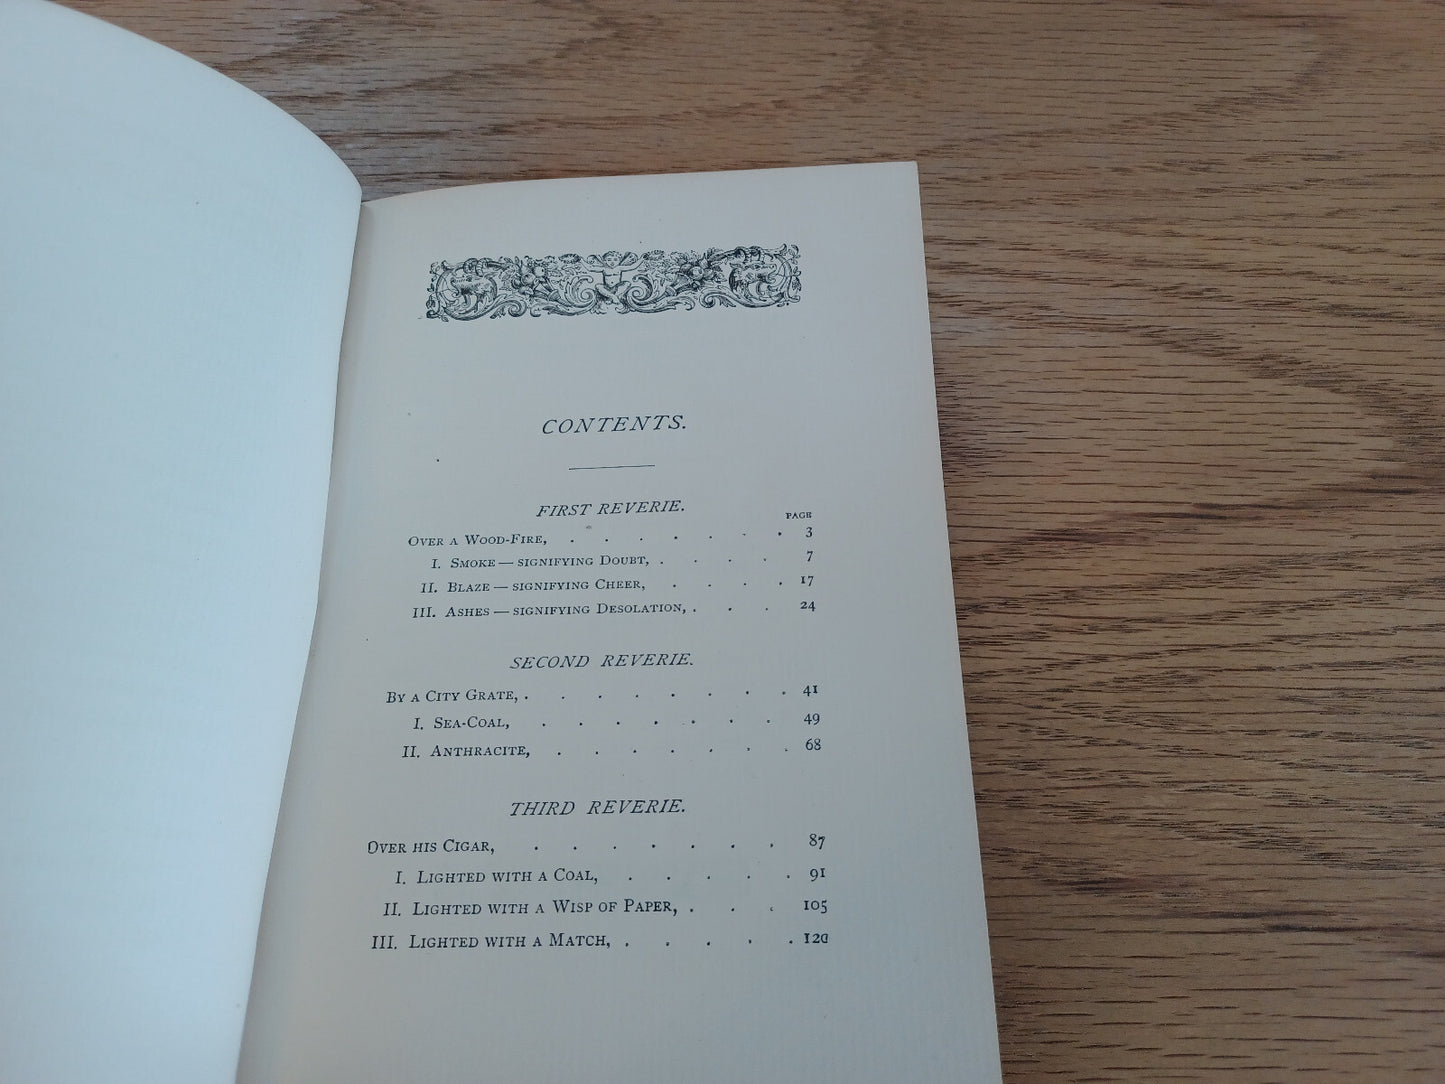 CONTENTS.
FIRST REVERIE.
PAGE
OVER A WOOD-FIRE, . . . . . . . 3
I. SMOKE — SIGNIFYING DOUBT, . . . . 7
II. BLAZE — SIGNIFYING CHEER, . . . . 17
III. ASHES — SIGNIFYING DESOLATION, . . . 24
SECOND REVERIE.
BY A CITY GRATE, . . . . . . . . 41
I. SEA-COAL, . . . . . . . 49
II. ANTHRACITE, . . . . . . . 68
THIRD REVERIE.
OVER HIS CIGAR, . . . . . . . 87
I. LIGHTED WITH A COAL, . . . . . 91
II. LIGHTED WITH A WISP OF PAPER, . . . 105
III. LIGHTED WITH A MATCH, . . . . . 120